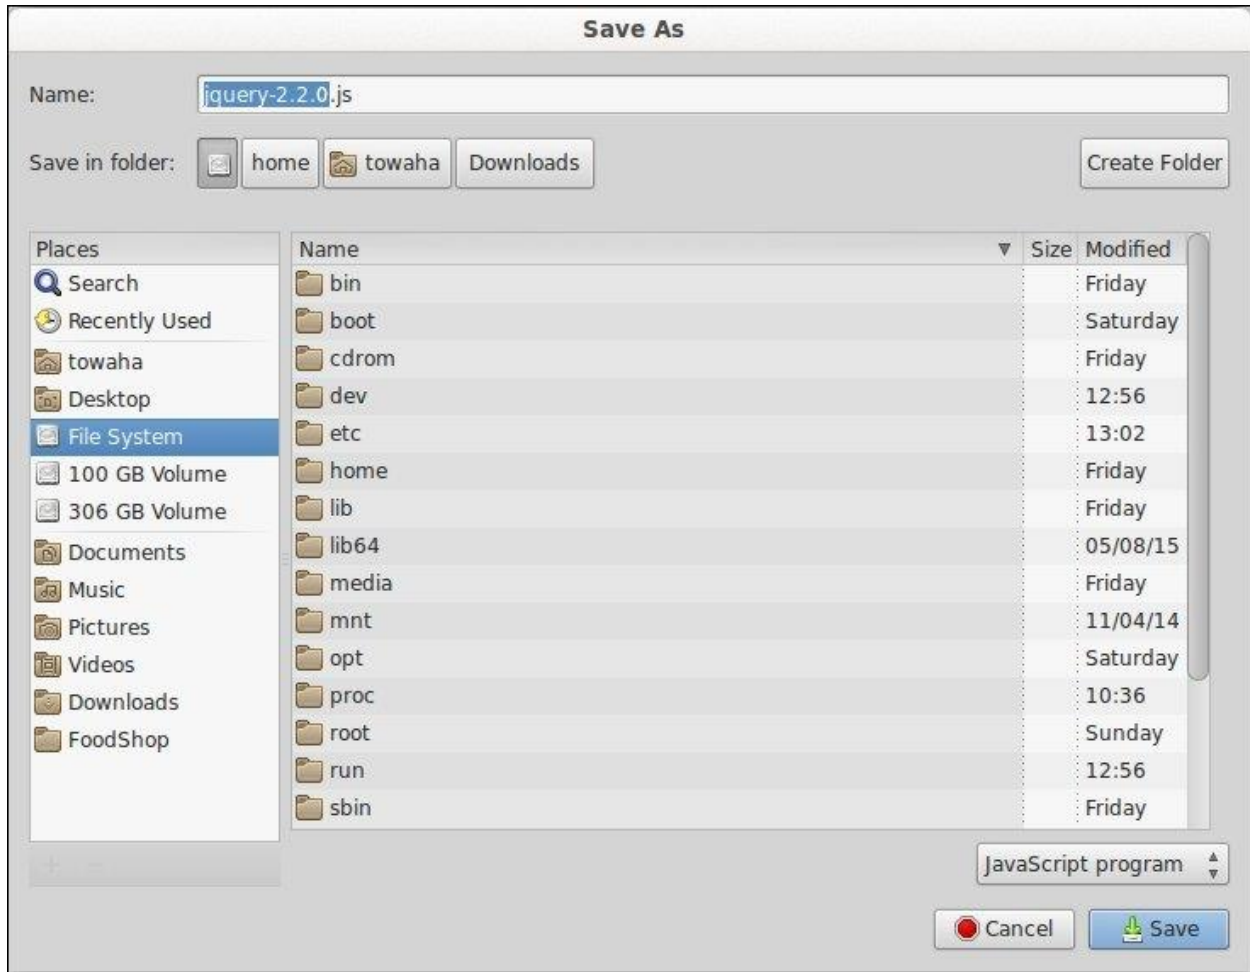 Save As
Name: jquery-2.2.0.js
Save in folder: home towaha Downloads Create Folder
Places
Search
Recently Used
towaha
Desktop
File System
100 GB Volume
306 GB Volume
Documents
Music
Pictures
Videos
Downloads
FoodShop
Name Size Modified
bin Friday
boot Saturday
cdrom Friday
dev 12:56
etc 13:02
home Friday
lib Friday
lib64 05/08/15
media Friday
mnt 11/04/14
opt Saturday
proc 10:36
root Sunday
run 12:56
sbin Friday
JavaScript program
Cancel Save